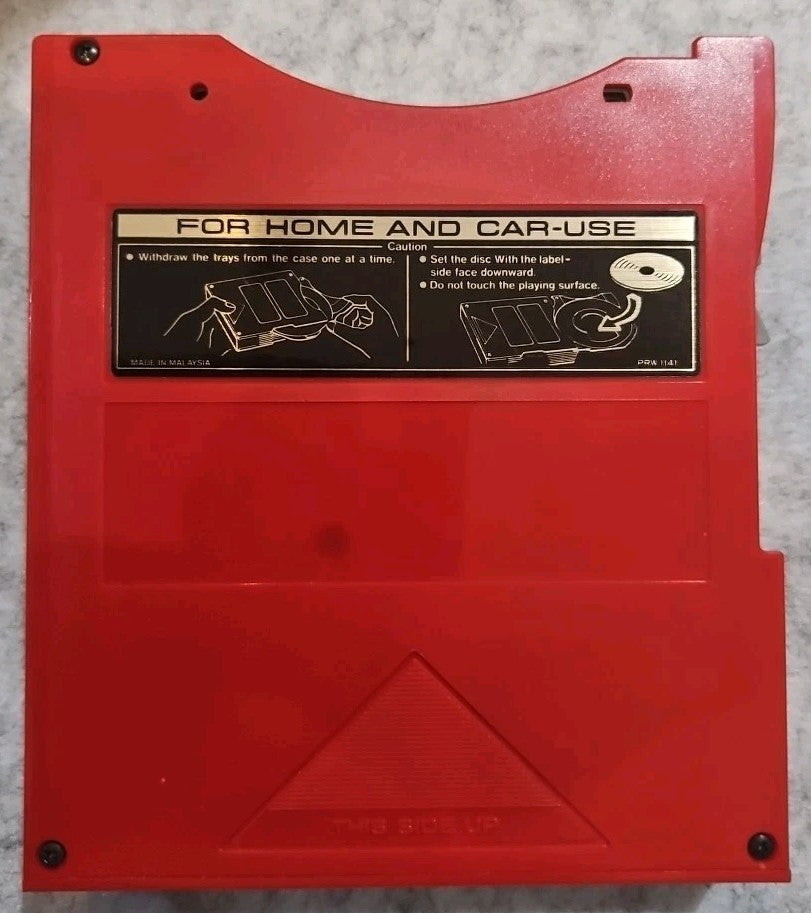 FOR HOME AND CAR-USE
Caution
● Withdraw the trays from the case one at a time.
● Set the disc With the label-
side face downward.
● Do not touch the playing surface.
MADE IN MALAYSIA
PRW 1141
THIS SIDE UP